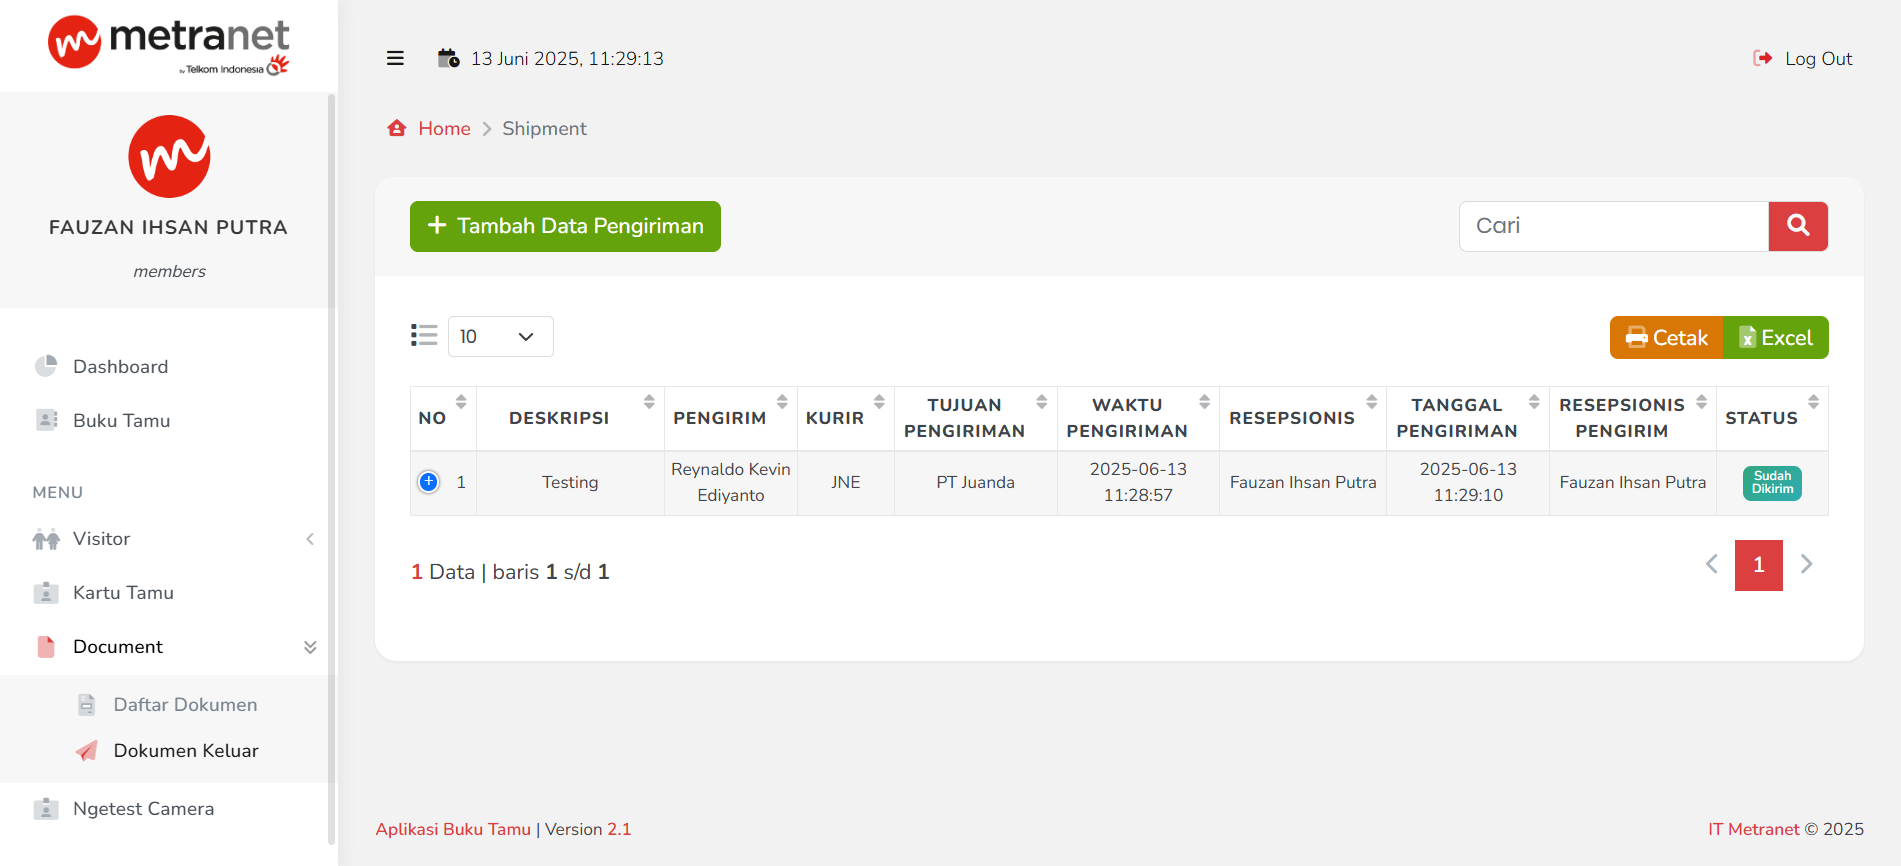 metranet
by Telkom Indonesia
FAUZAN IHSAN PUTRA
members
Dashboard
Buku Tamu
MENU
Visitor
Kartu Tamu
Document
Daftar Dokumen
Dokumen Keluar
Ngetest Camera
13 Juni 2025, 11:29:13
Log Out
Home
Shipment
Tambah Data Pengiriman
Cari
10
Cetak
Excel
NO
DESKRIPSI
PENGIRIM
KURIR
TUJUAN
PENGIRIMAN
WAKTU
PENGIRIMAN
RESEPSIONIS
TANGGAL
PENGIRIMAN
RESEPSIONIS
PENGIRIM
STATUS
1
Testing
Reynaldo Kevin
Ediyanto
JNE
PT Juanda
2025-06-13
11:28:57
Fauzan Ihsan Putra
2025-06-13
11:29:10
Fauzan Ihsan Putra
Sudah
Dikirim
1 Data | baris 1 s/d 1
1
Aplikasi Buku Tamu | Version 2.1
IT Metranet © 2025